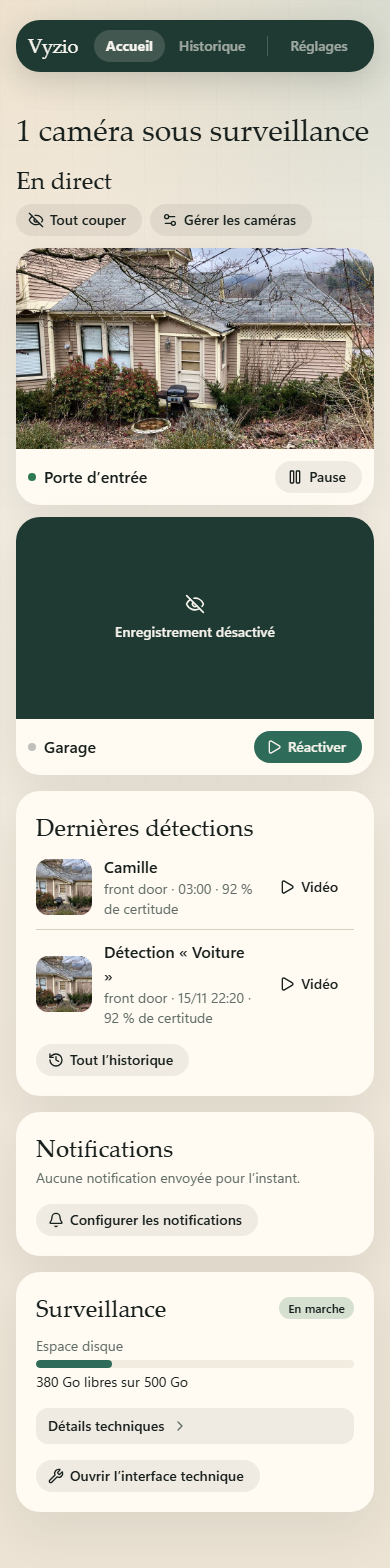 Vyzio Accueil Historique Réglages
1 caméra sous surveillance
En direct
Tout couper Gérer les caméras
Porte d’entrée Pause
Enregistrement désactivé
Garage Réactiver
Dernières détections
Camille
front door · 03:00 · 92 %
de certitude
Vidéo
Détection « Voiture
»
front door · 15/11 22:20 ·
92 % de certitude
Vidéo
Tout l’historique
Notifications
Aucune notification envoyée pour l’instant.
Configurer les notifications
Surveillance En marche
Espace disque
380 Go libres sur 500 Go
Détails techniques
Ouvrir l’interface technique